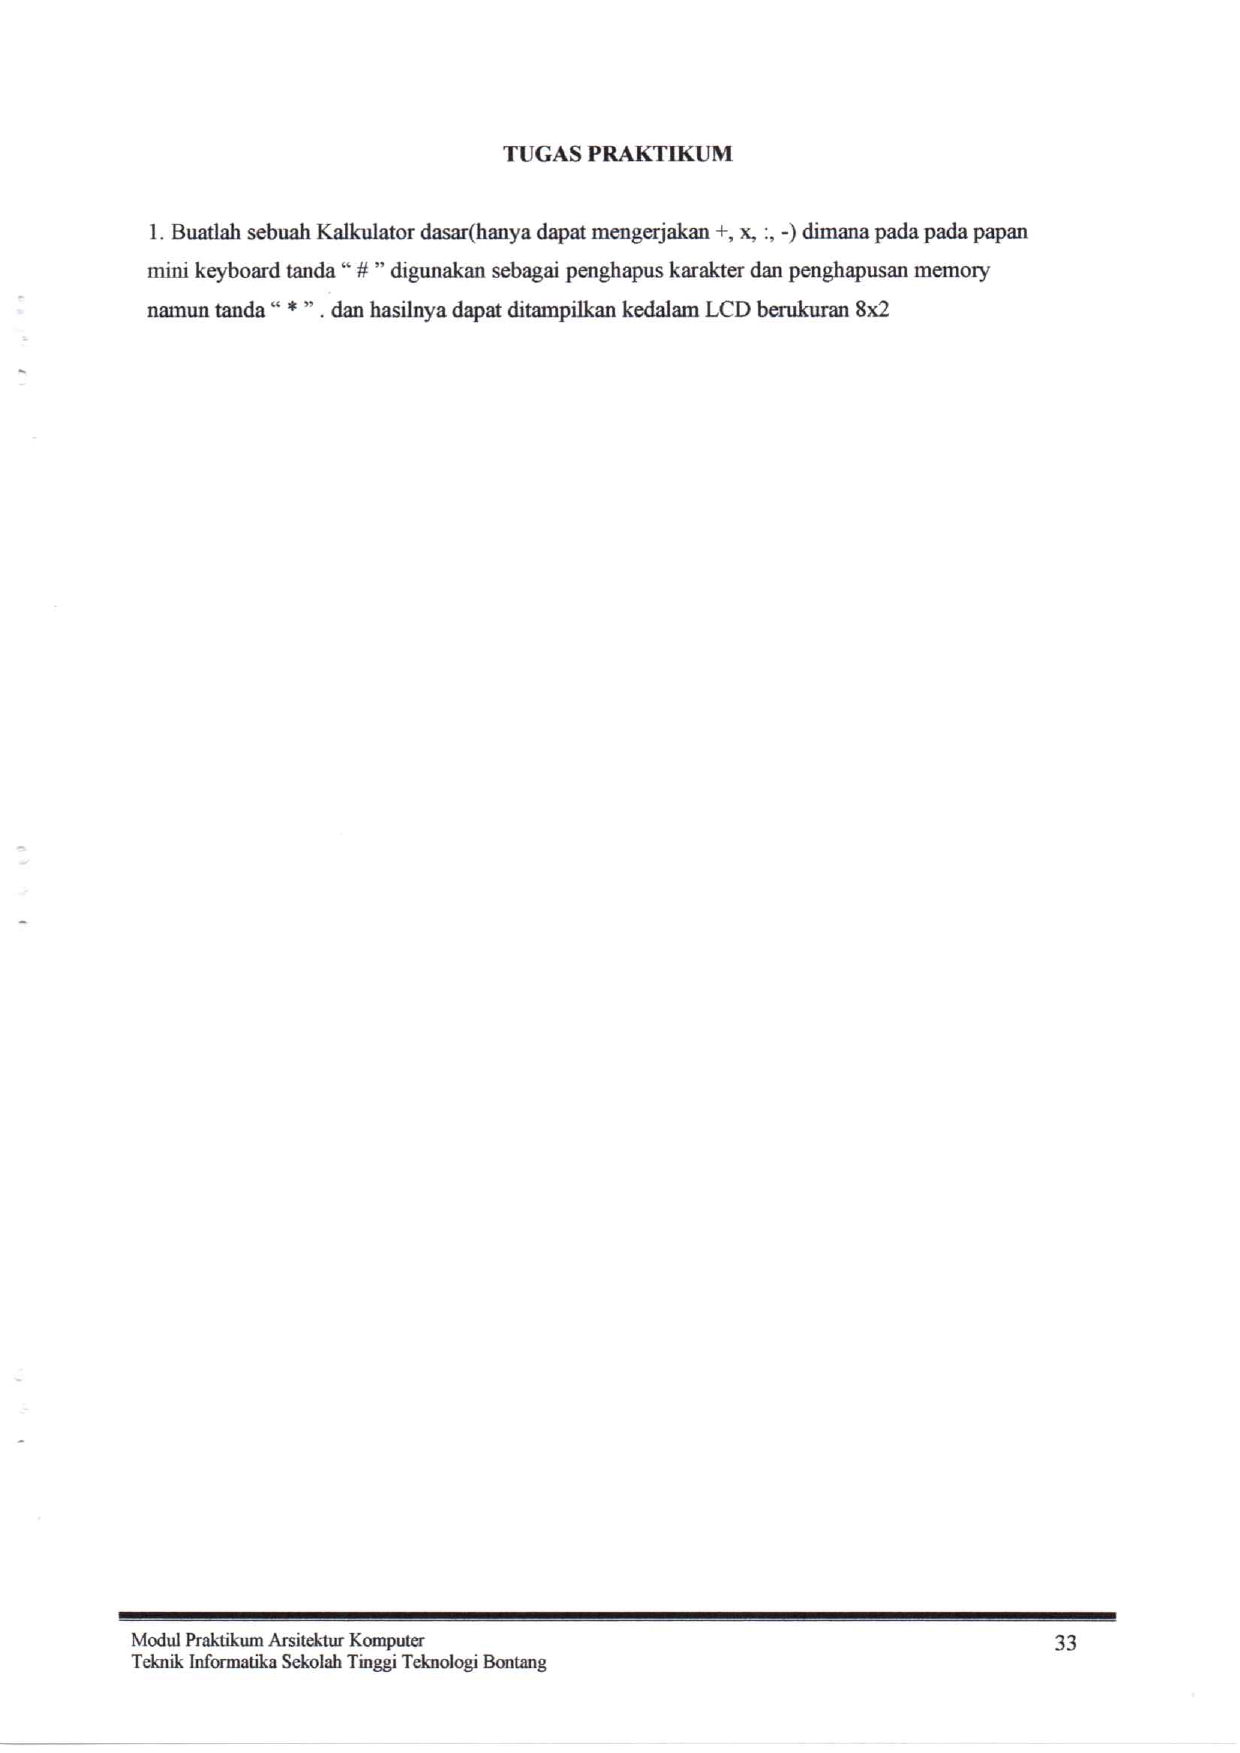 TUGAS PRAKTIKUM
1. Buatlah sebuah Kalkulator dasar(hanya dapat mengerjakan +, x, :, -) dimana pada pada papan
mini keyboard tanda “ # ” digunakan sebagai penghapus karakter dan penghapusan memory
namun tanda “ * ” . dan hasilnya dapat ditampilkan kedalam LCD berukuran 8x2
Modul Praktikum Arsitektur Komputer
33
Teknik Informatika Sekolah Tinggi Teknologi Bontang